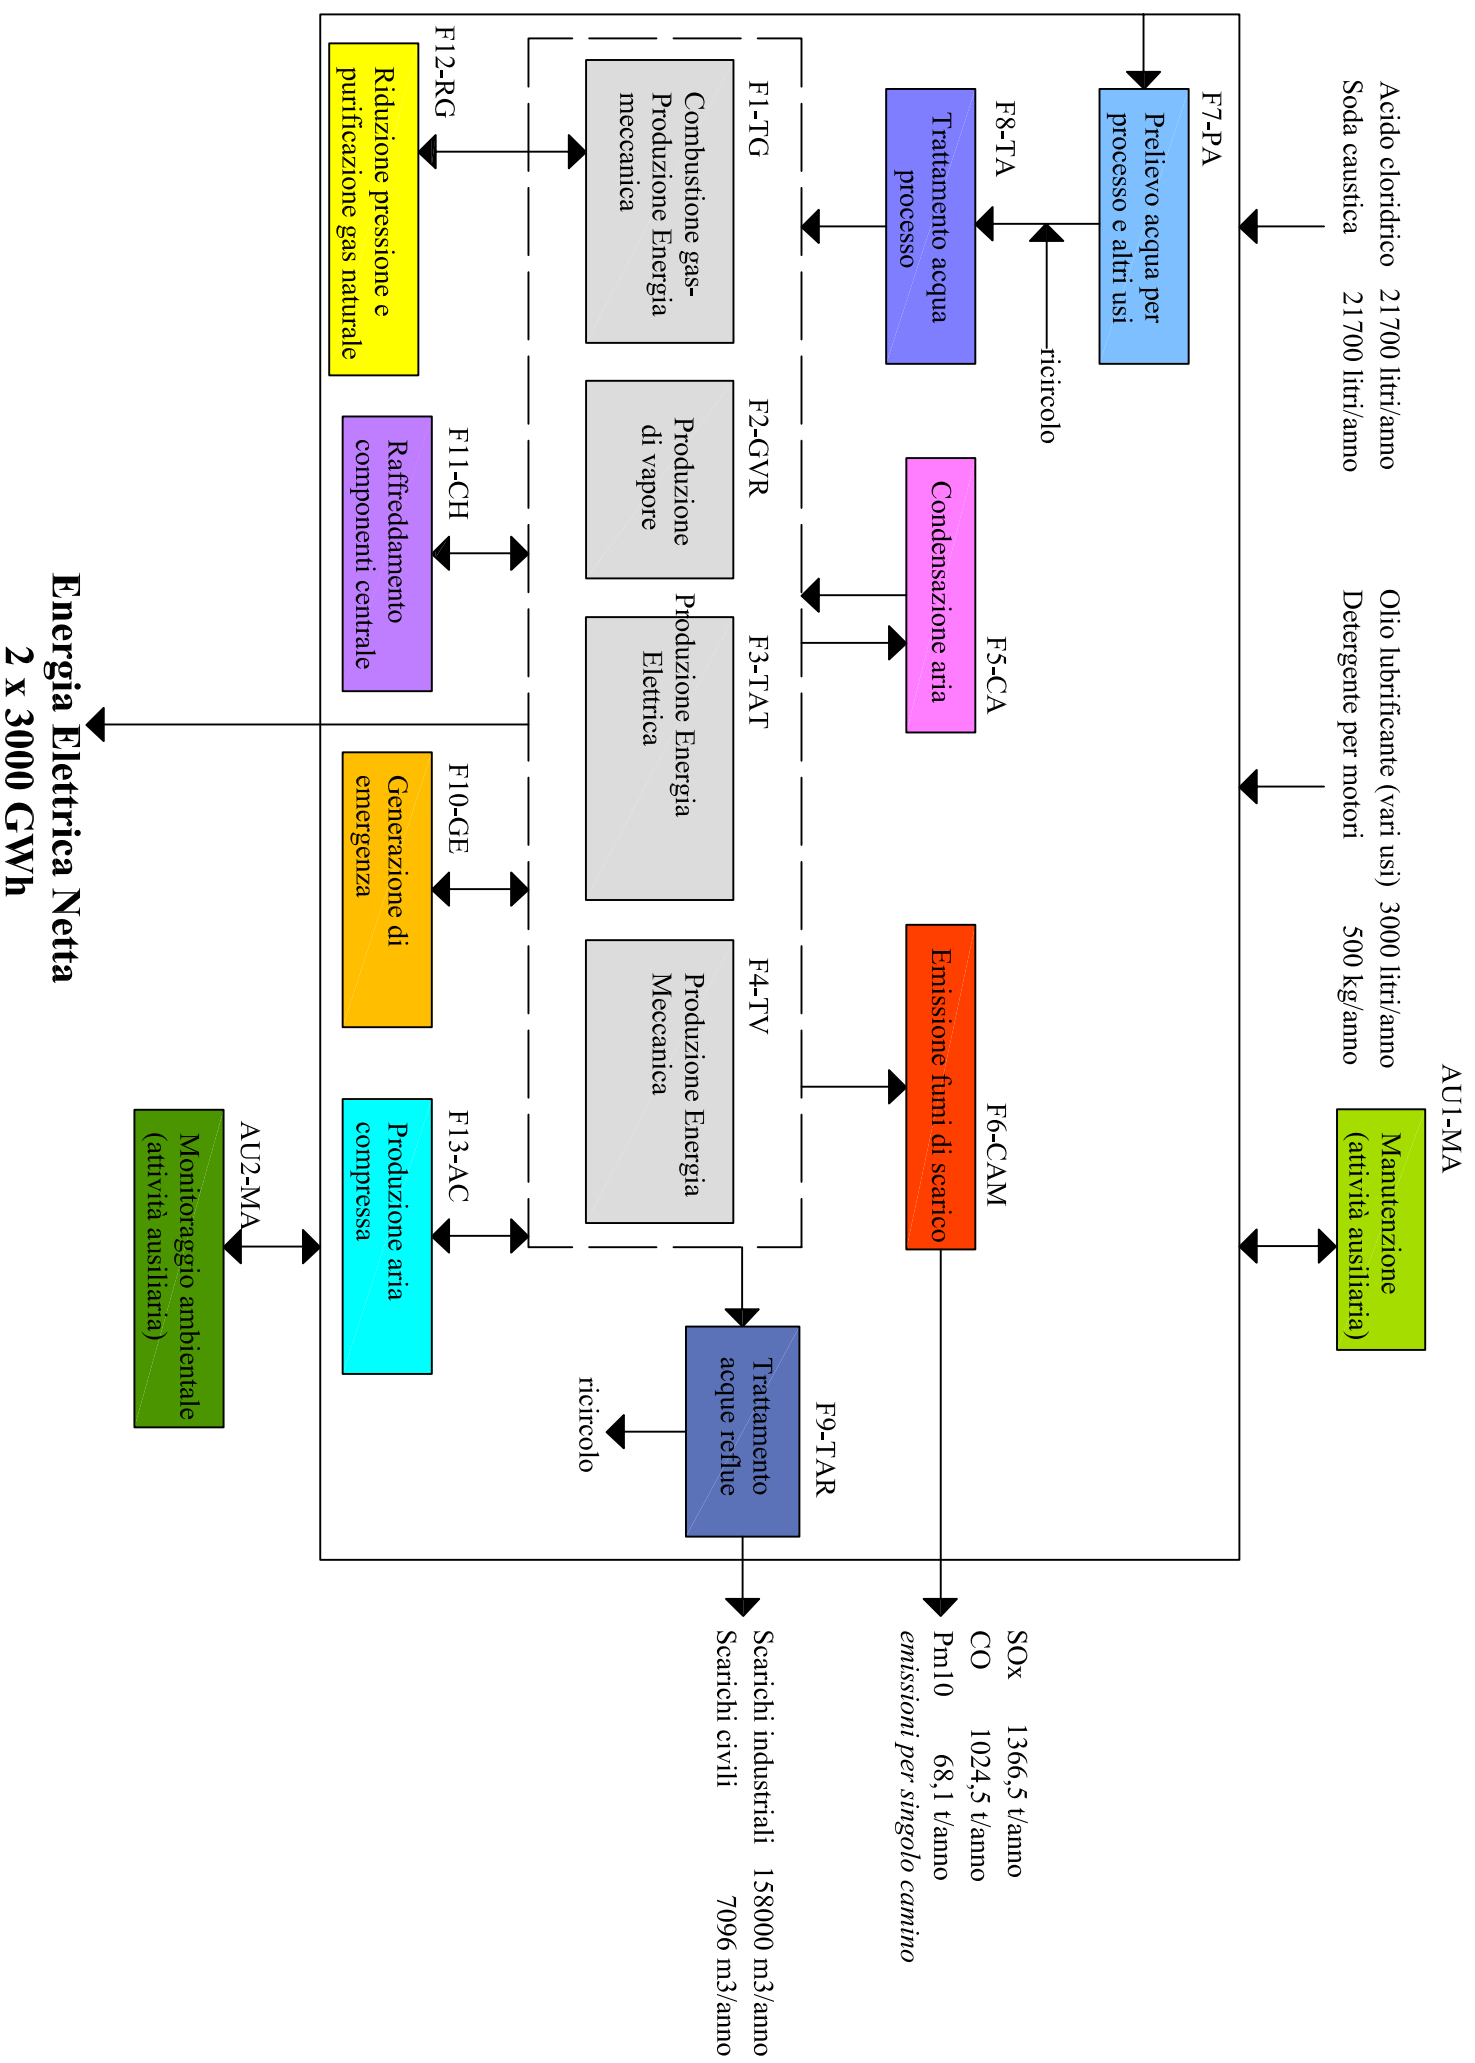 AU1-MA
Manutenzione
(attività ausiliaria)
Acido cloridrico 21700 litri/anno
Soda caustica 21700 litri/anno
Olio lubrificante (vari usi) 3000 litri/anno
Detergente per motori 500 kg/anno
F7-PA
Prelievo acqua per
processo e altri usi
ricircolo
F8-TA
Trattamento acqua
processo
F5-CA
Condensazione aria
F6-CAM
Emissione fumi di scarico
SOx 1366,5 t/anno
CO 1024,5 t/anno
Pm10 68,1 t/anno
emissioni per singolo camino
F1-TG
Combustione gas-
Produzione Energia
meccanica
F2-GVR
Produzione
di vapore
F3-TAT
Produzione Energia
Elettrica
F4-TV
Produzione Energia
Meccanica
F9-TAR
Trattamento
acque reflue
ricircolo
Scarichi industriali 158000 m3/anno
Scarichi civili 7096 m3/anno
F12-RG
Riduzione pressione e
purificazione gas naturale
F11-CH
Raffreddamento
componenti centrale
F10-GE
Generazione di
emergenza
F13-AC
Produzione aria
compressa
AU2-MA
Monitoraggio ambientale
(attività ausiliaria)
Energia Elettrica Netta
2 x 3000 GWh